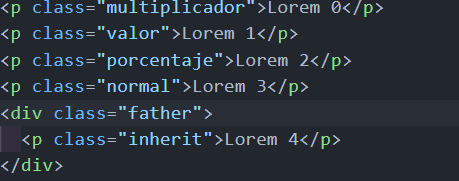 <p class="multiplicador">Lorem 0</p>
<p class="valor">Lorem 1</p>
<p class="porcentaje">Lorem 2</p>
<p class="normal">Lorem 3</p>
<div class="father">
  <p class="inherit">Lorem 4</p>
</div>